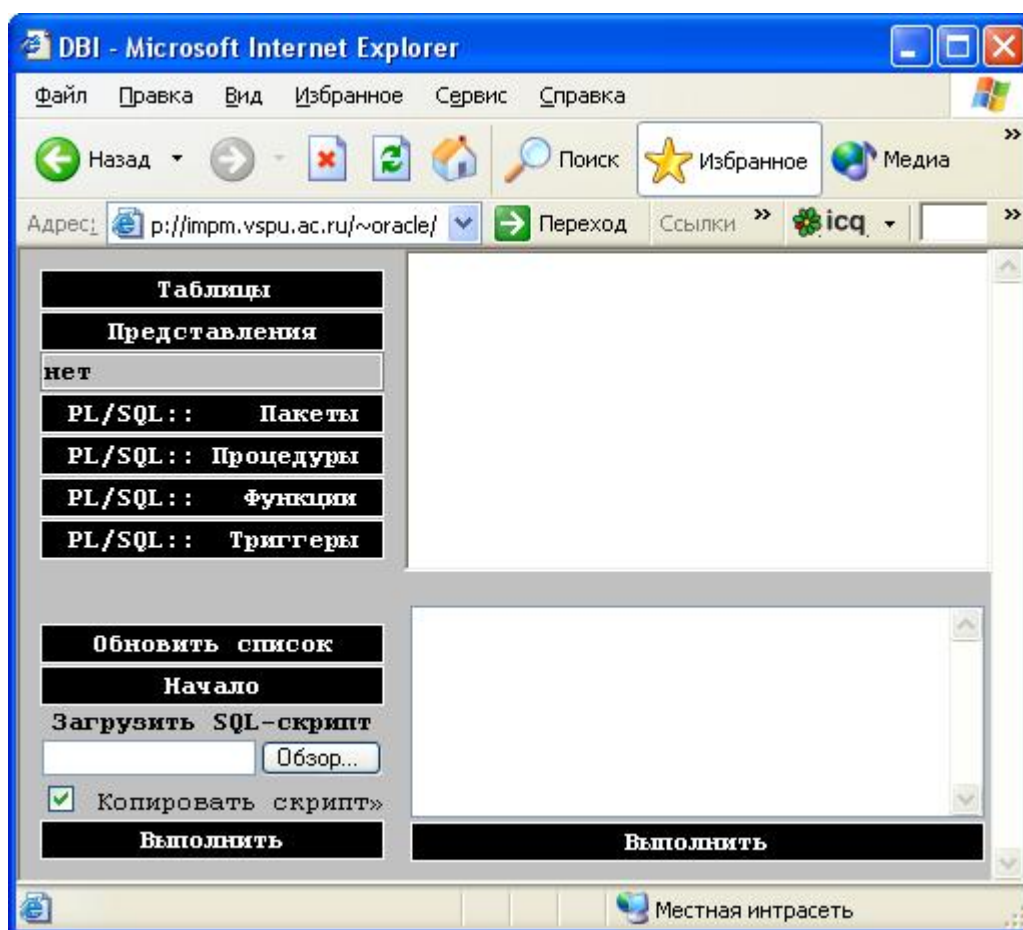 DBI - Microsoft Internet Explorer
Файл Правка Вид Избранное Сервис Справка
Назад Поиск Избранное Медиа »
Адрес: p://impm.vspu.ac.ru/~oracle/ Переход Ссылки » icq »
Таблицы
Представления
нет
PL/SQL:: Пакеты
PL/SQL:: Процедуры
PL/SQL:: Функции
PL/SQL:: Триггеры
Обновить список
Начало
Загрузить SQL-скрипт
Обзор...
Копировать скрипт»
Выполнить
Выполнить
Местная интрасеть